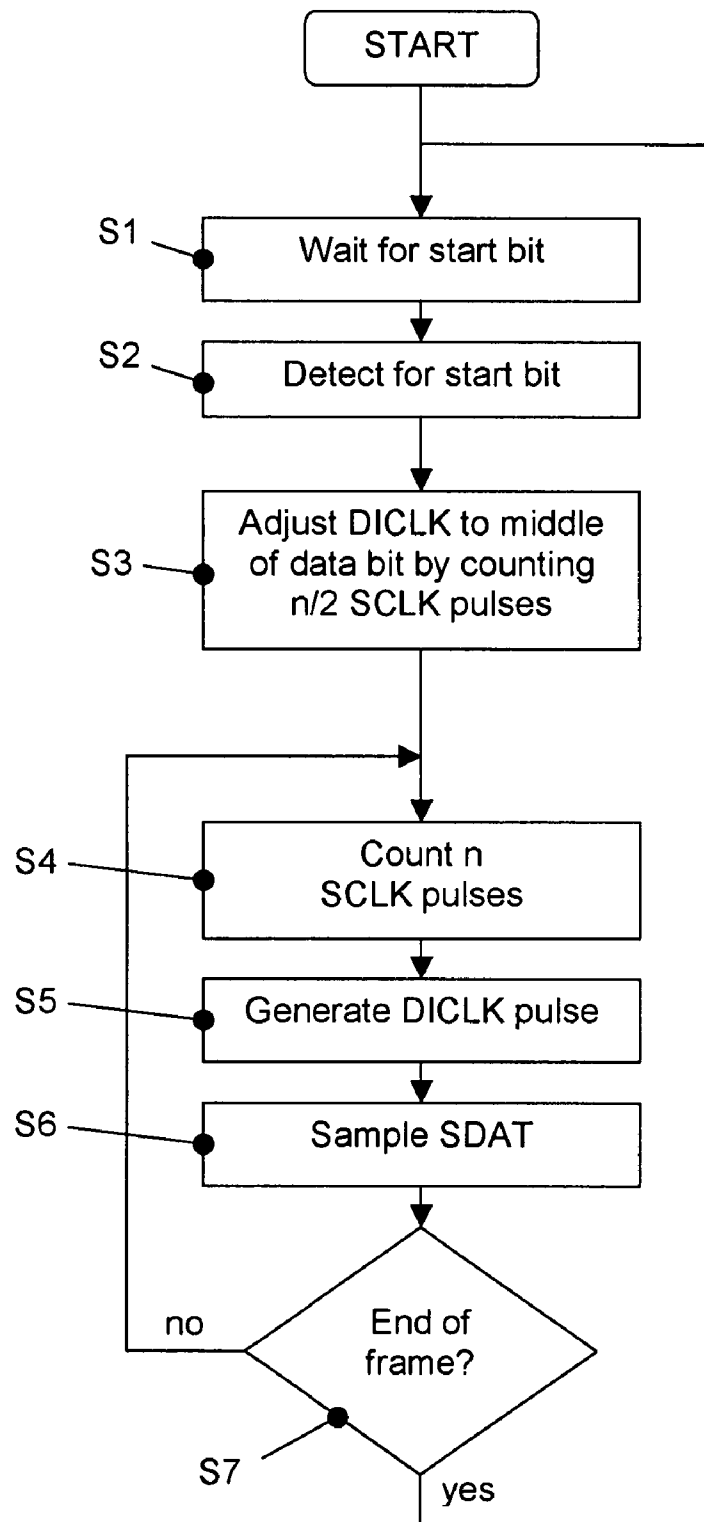 START
S1
Wait for start bit
S2
Detect for start bit
S3
Adjust DICLK to middle
of data bit by counting
n/2 SCLK pulses
S4
Count n
SCLK pulses
S5
Generate DICLK pulse
S6
Sample SDAT
no
End of
frame?
S7
yes